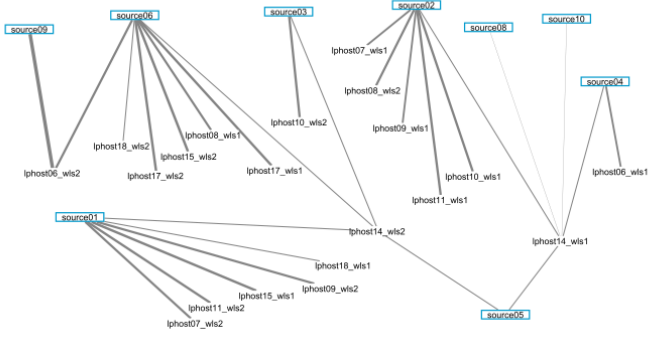 source02
source06
source03
source10
source09
source08
lphost07_wls1
source04
lphost08_wls2
lphost10_wls2
lphost09_wls1
lphost08_wls1
lphost18_wls2
lphost15_wls2
lphost06_wls2
lphost17_wls2
lphost17_wls1
lphost10_wls1
lphost06_wls1
lphost11_wls1
source01
lphost14_wls2
lphost14_wls1
lphost18_wls1
lphost09_wls2
lphost15_wls1
lphost11_wls2
source05
lphost07_wls2